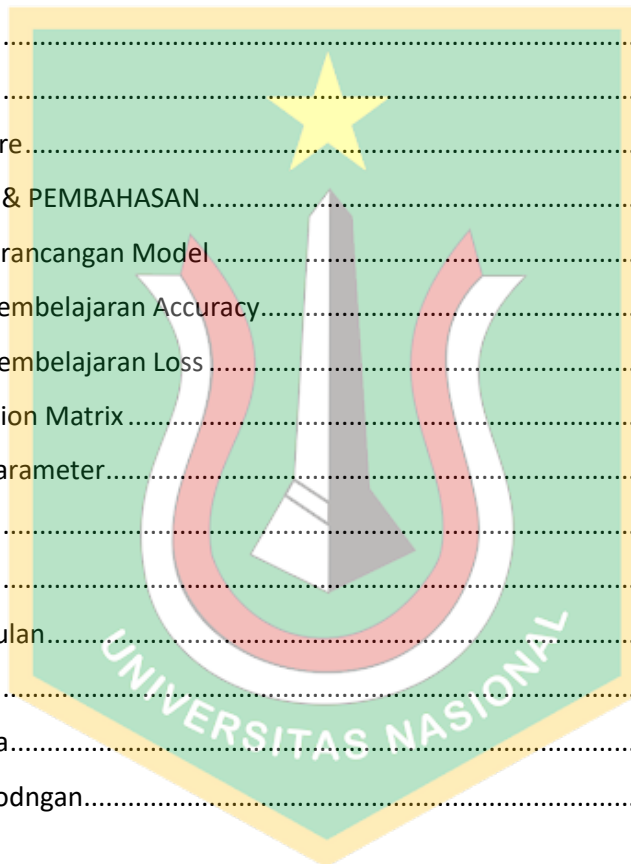 re........................................
& PEMBAHASAN........................................
rancangan Model ........................................
embelajaran Accuracy........................................
embelajaran Loss ........................................
ion Matrix ........................................
arameter........................................
ulan........................................
a........................................
odngan........................................
UNIVERSITAS NASIONAL